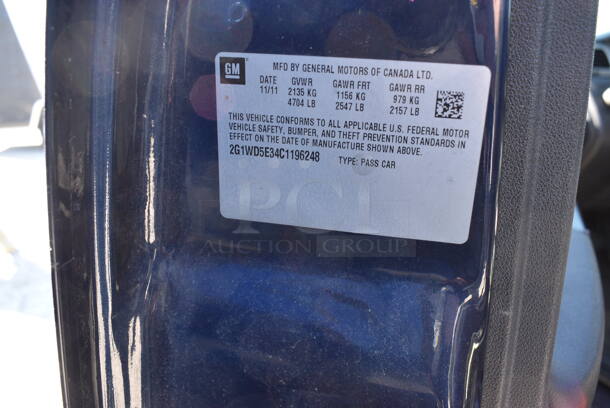 GM
MFD BY GENERAL MOTORS OF CANADA LTD.
DATE GVWR GAWR FRT GAWR RR
11/11 2135 KG 1156 KG 979 KG
4704 LB 2547 LB 2157 LB
THIS VEHICLE CONFORMS TO ALL APPLICABLE U.S. FEDERAL MOTOR
VEHICLE SAFETY, BUMPER, AND THEFT PREVENTION STANDARDS IN
EFFECT ON THE DATE OF MANUFACTURE SHOWN ABOVE.
2G1WD5E34C1196248 TYPE: PASS CAR
PCI
AUCTION GROUP